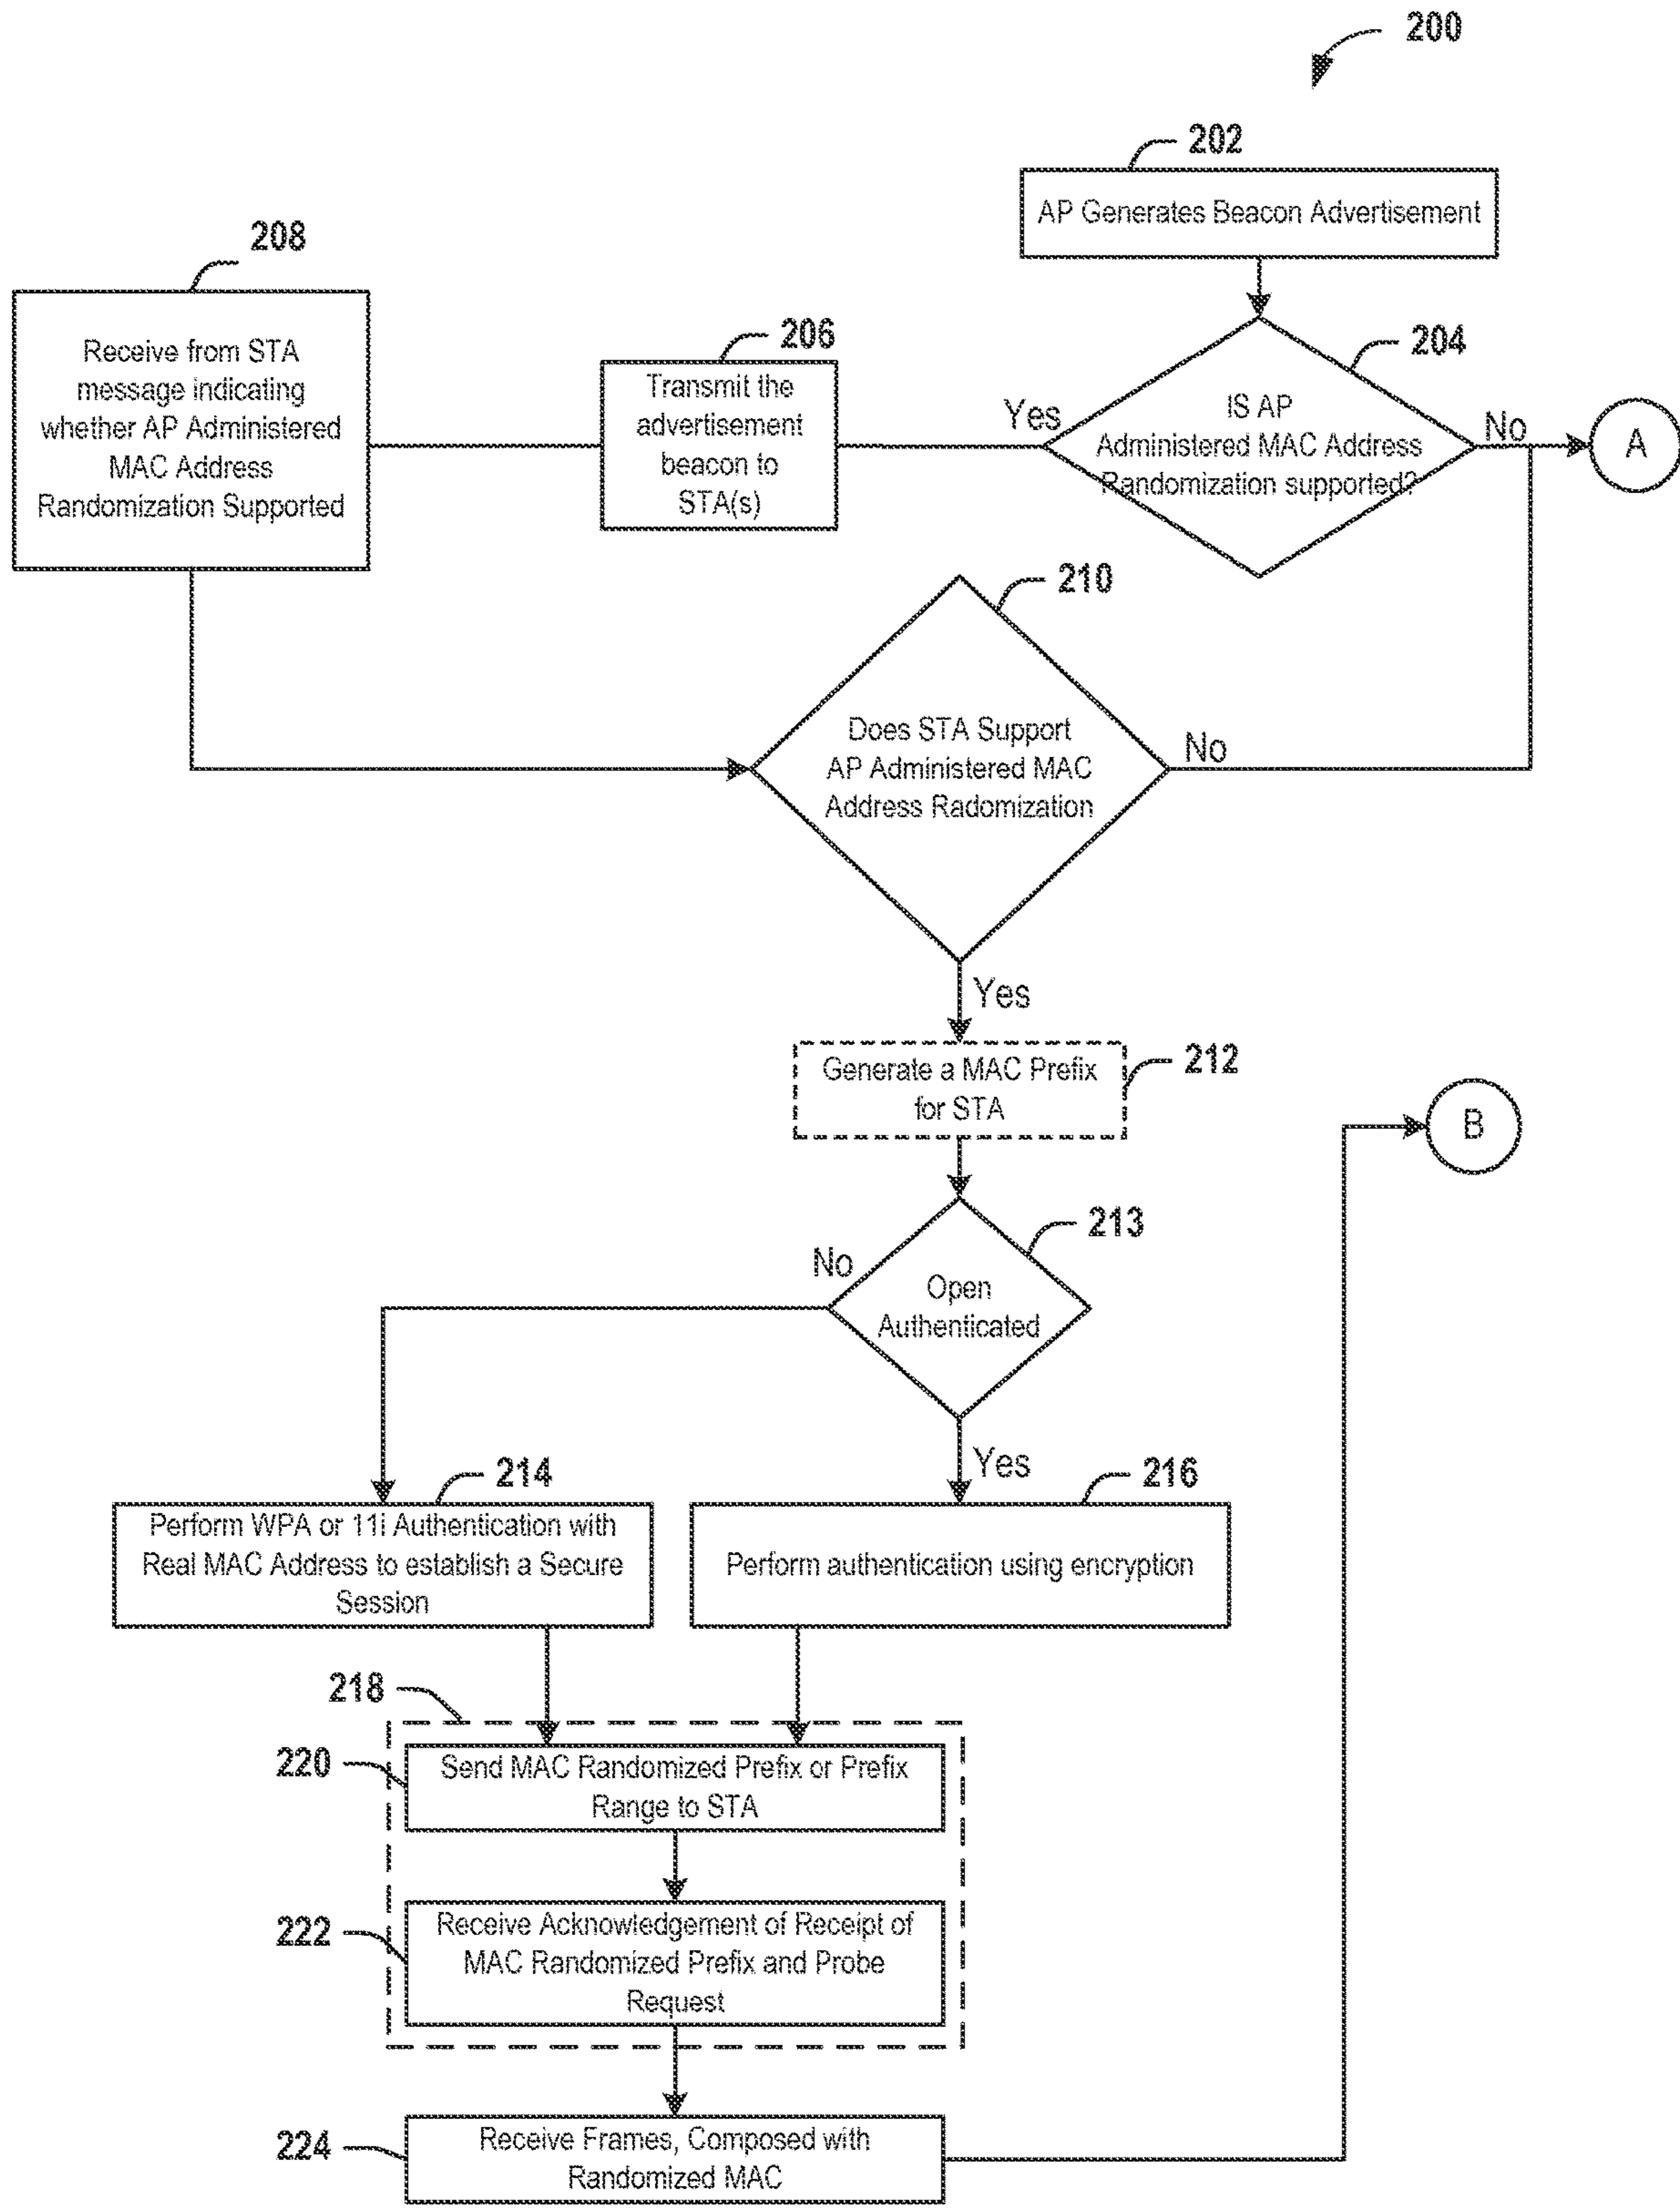 200
202
AP Generates Beacon Advertisement
208
Receive from STA
message indicating
whether AP Administered
MAC Address
Randomization Supported
206
Transmit the
advertisement
beacon to
STA(s)
204
Yes
IS AP
Administered MAC Address
Randomization supported?
No
A
210
Does STA Support
AP Administered MAC
Address Radomization
No
Yes
Generate a MAC Prefix
for STA
212
B
213
No
Open
Authenticated
Yes
214
Perform WPA or 11i Authentication with
Real MAC Address to establish a Secure
Session
216
Perform authentication using encryption
218
220
Send MAC Randomized Prefix or Prefix
Range to STA
222
Receive Acknowledgement of Receipt of
MAC Randomized Prefix and Probe
Request
224
Receive Frames, Composed with
Randomized MAC